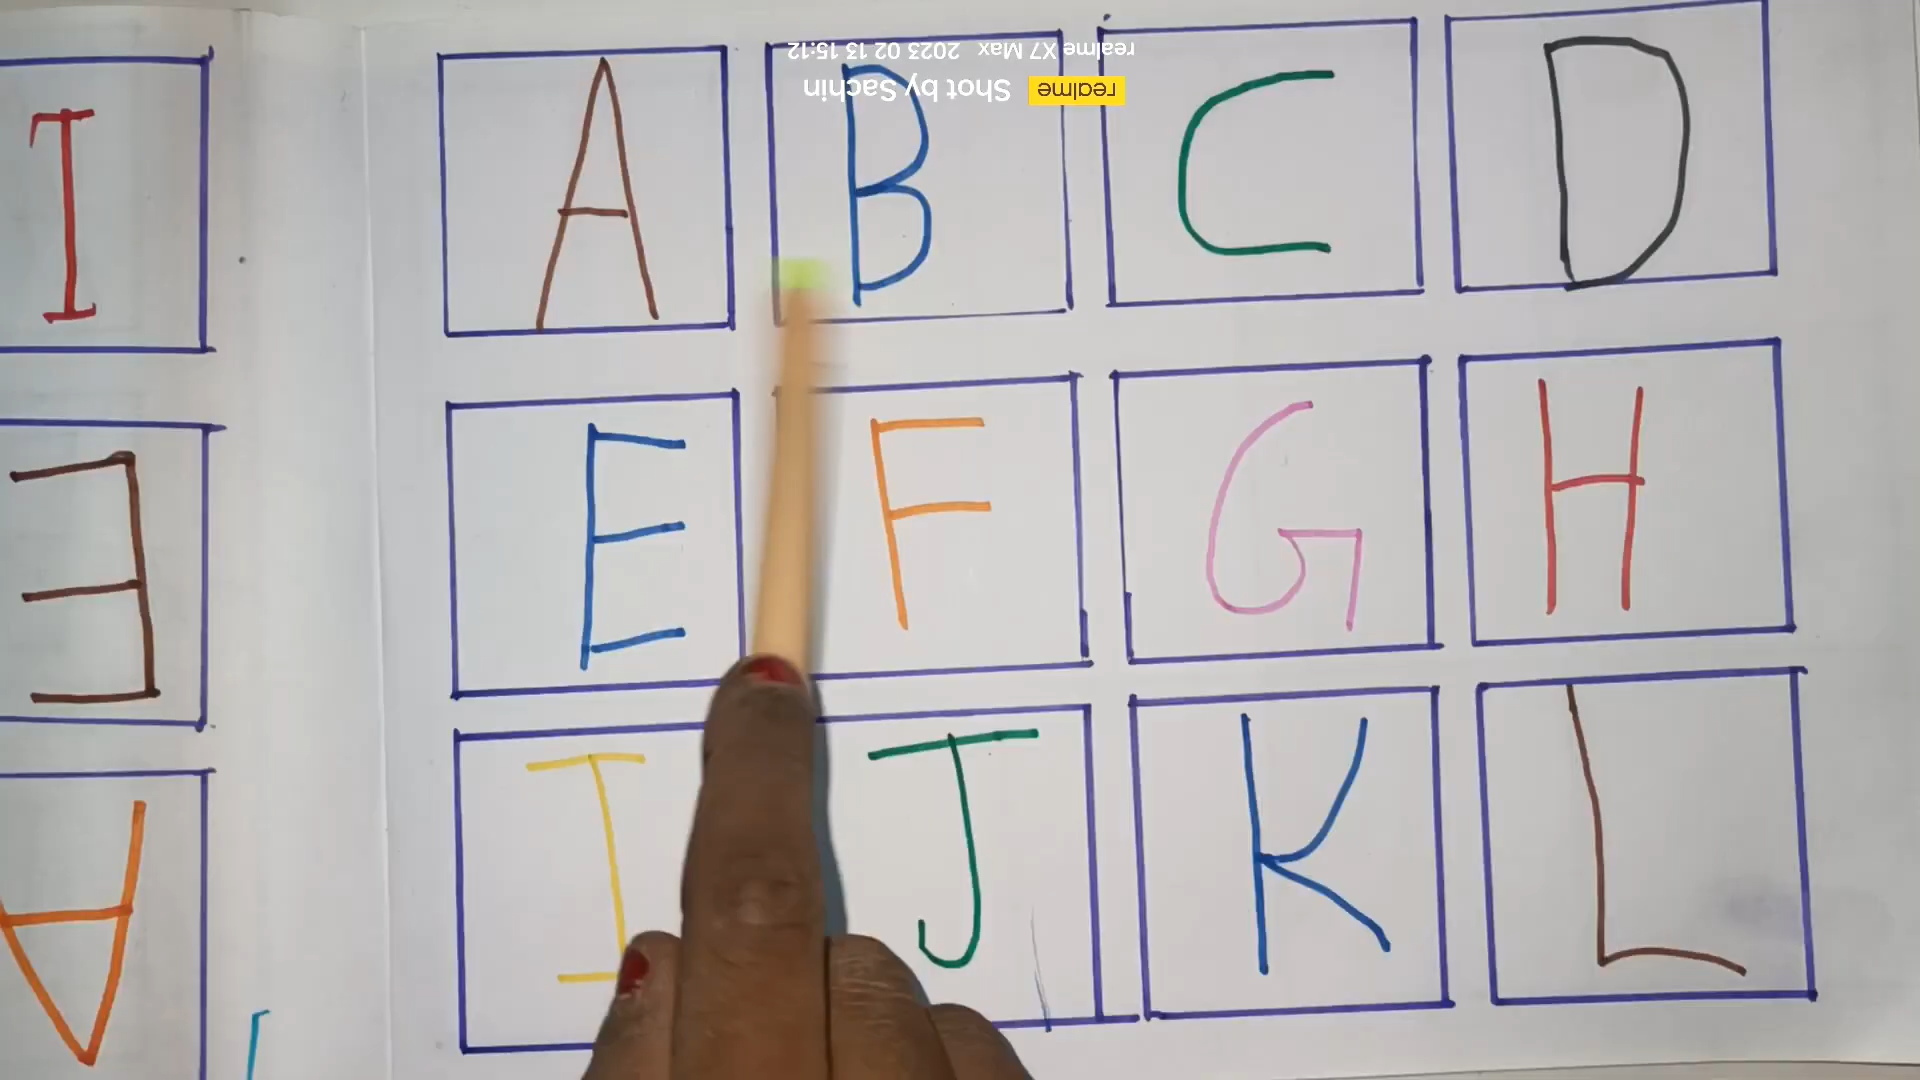 A B C D
E F G H
I J K L
I
E
A
realme Shot by Sachin
realme X7 Max 2023 02 13 15:12